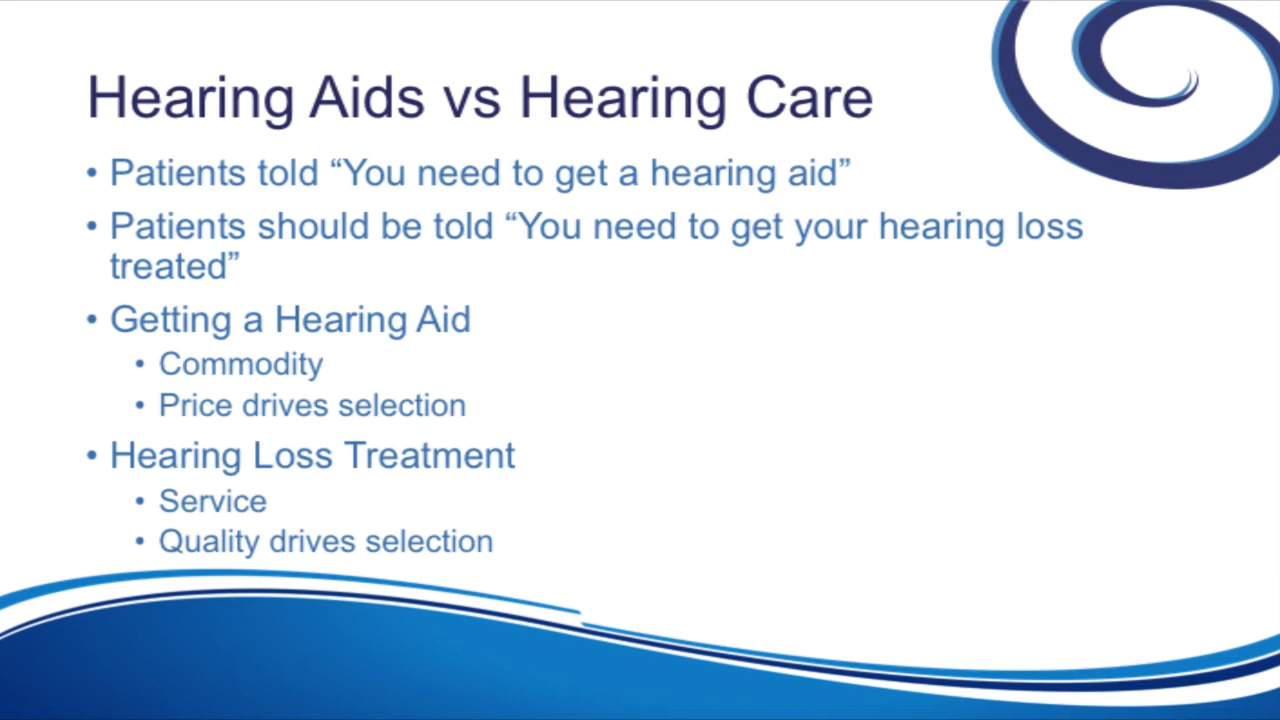 Hearing Aids vs Hearing Care
• Patients told “You need to get a hearing aid”
• Patients should be told “You need to get your hearing loss
treated”
• Getting a Hearing Aid
• Commodity
• Price drives selection
• Hearing Loss Treatment
• Service
• Quality drives selection